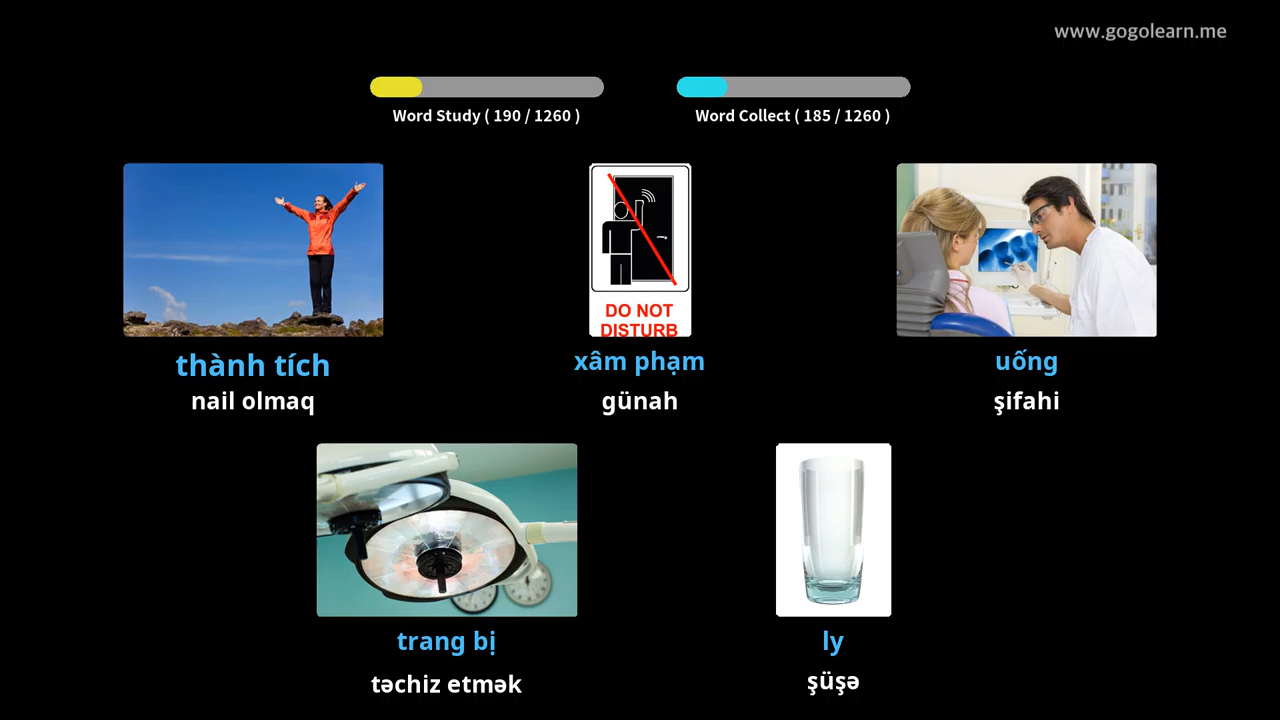 www.gogolearn.me
Word Study ( 190 / 1260 )
Word Collect ( 185 / 1260 )
DO NOT
DISTURB
thành tích
nail olmaq
xâm phạm
günah
uống
şifahi
trang bị
təchiz etmək
ly
şüşə